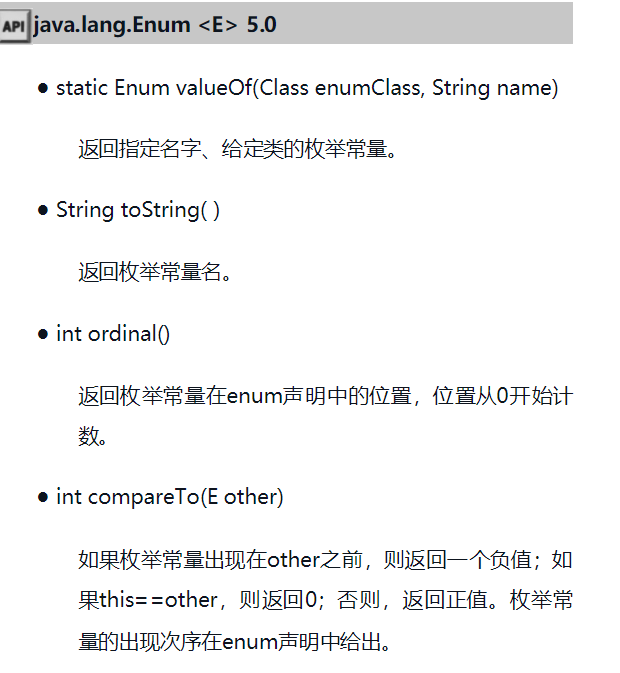 API java.lang.Enum <E> 5.0
● static Enum valueOf(Class enumClass, String name)
返回指定名字、给定类的枚举常量。
● String toString( )
返回枚举常量名。
● int ordinal()
返回枚举常量在enum声明中的位置，位置从0开始计
数。
● int compareTo(E other)
如果枚举常量出现在other之前，则返回一个负值；如
果this==other，则返回0；否则，返回正值。枚举常
量的出现次序在enum声明中给出。